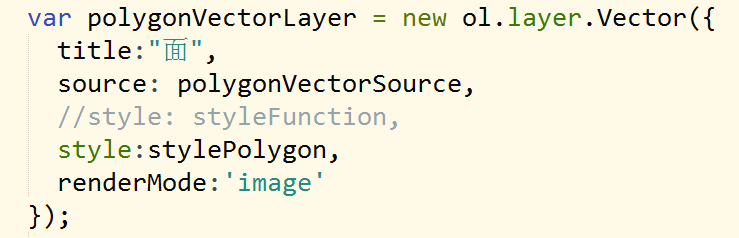 var polygonVectorLayer = new ol.layer.Vector({
title:"面",
source: polygonVectorSource,
//style: styleFunction,
style:stylePolygon,
renderMode:'image'
});